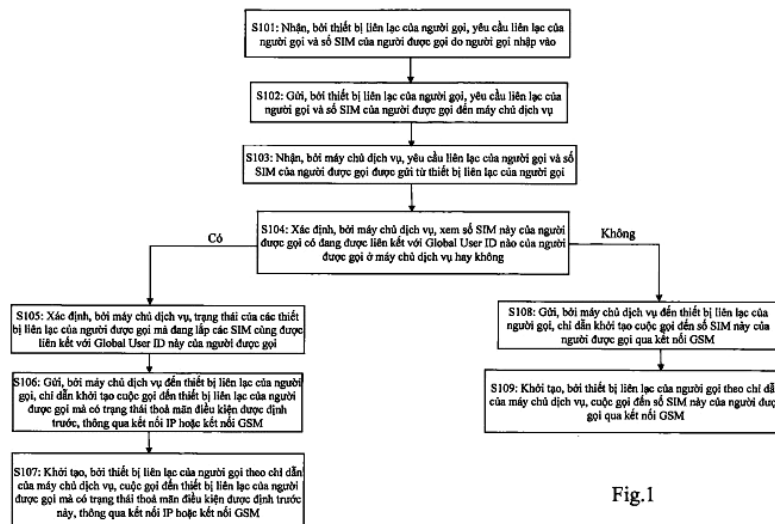 S101: Nhận, bởi thiết bị liên lạc của người gọi, yêu cầu liên lạc của
người gọi và số SIM của người được gọi do người gọi nhập vào
S102: Gửi, bởi thiết bị liên lạc của người gọi, yêu cầu liên lạc của
người gọi và số SIM của người được gọi đến máy chủ dịch vụ
S103: Nhận, bởi máy chủ dịch vụ, yêu cầu liên lạc của người gọi và số
SIM của người được gọi được gửi từ thiết bị liên lạc của người gọi
S104: Xác định, bởi máy chủ dịch vụ, xem số SIM này của người
được gọi có đang được liên kết với Global User ID nào của người
được gọi ở máy chủ dịch vụ hay không
Có
Không
S105: Xác định, bởi máy chủ dịch vụ, trạng thái của các thiết
bị liên lạc của người được gọi mà đang lắp các SIM cùng được
liên kết với Global User ID này của người được gọi
S106: Gửi, bởi máy chủ dịch vụ đến thiết bị liên lạc của người
gọi, chỉ dẫn khởi tạo cuộc gọi đến thiết bị liên lạc của người
được gọi mà có trạng thái thoả mãn điều kiện được định
trước, thông qua kết nối IP hoặc kết nối GSM
S107: Khởi tạo, bởi thiết bị liên lạc của người gọi theo chỉ dẫn
của máy chủ dịch vụ, cuộc gọi đến thiết bị liên lạc của người
được gọi mà có trạng thái thoả mãn điều kiện được định trước
này, thông qua kết nối IP hoặc kết nối GSM
S108: Gửi, bởi máy chủ dịch vụ đến thiết bị liên lạc của
người gọi, chỉ dẫn khởi tạo cuộc gọi đến số SIM này của
người được gọi qua kết nối GSM
S109: Khởi tạo, bởi thiết bị liên lạc của người gọi theo chỉ dẫ
của máy chủ dịch vụ, cuộc gọi đến số SIM này của người đượ
gọi qua kết nối GSM
Fig.1